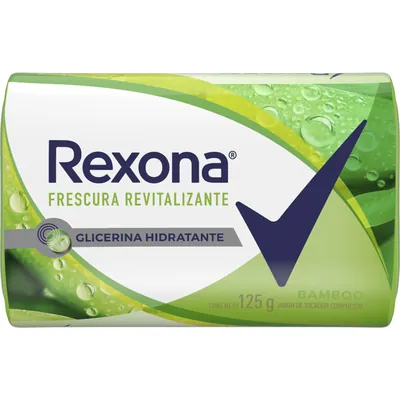 Rexona®
FRESCURA REVITALIZANTE
GLICERINA HIDRATANTE
BAMBOO
125 g